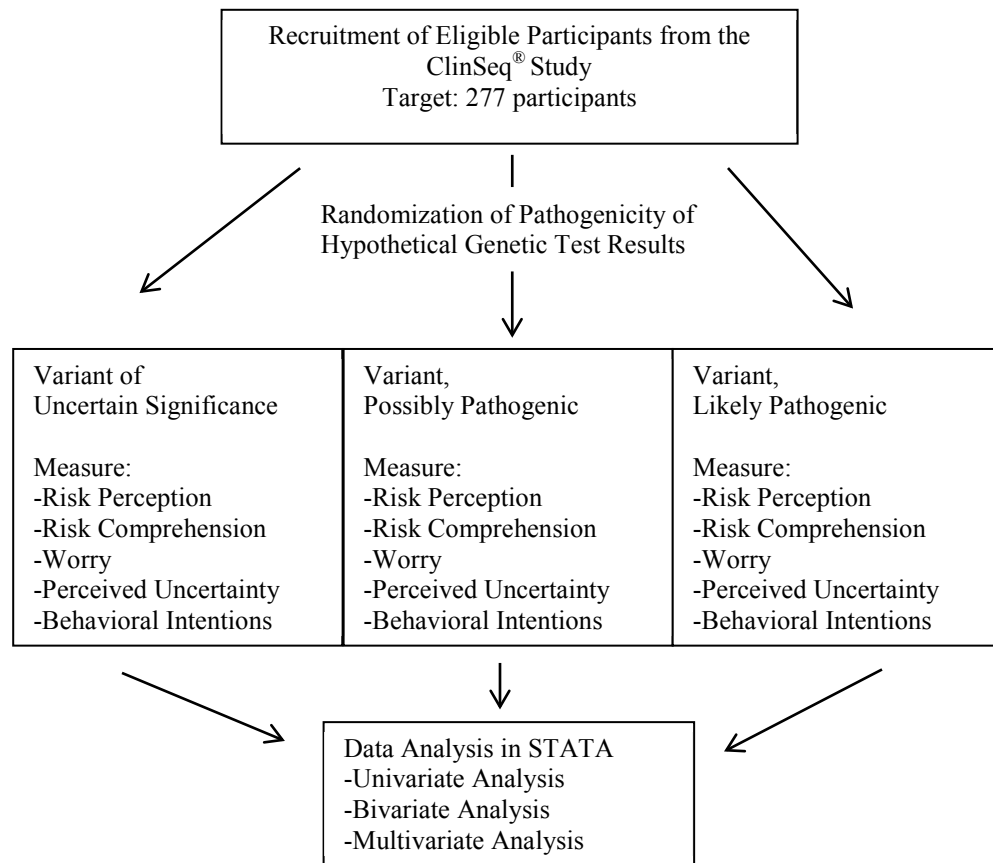 Recruitment of Eligible Participants from the
ClinSeq® Study
Target: 277 participants
Randomization of Pathogenicity of
Hypothetical Genetic Test Results
Variant of
Uncertain Significance
Measure:
-Risk Perception
-Risk Comprehension
-Worry
-Perceived Uncertainty
-Behavioral Intentions
Variant,
Possibly Pathogenic
Measure:
-Risk Perception
-Risk Comprehension
-Worry
-Perceived Uncertainty
-Behavioral Intentions
Variant,
Likely Pathogenic
Measure:
-Risk Perception
-Risk Comprehension
-Worry
-Perceived Uncertainty
-Behavioral Intentions
Data Analysis in STATA
-Univariate Analysis
-Bivariate Analysis
-Multivariate Analysis